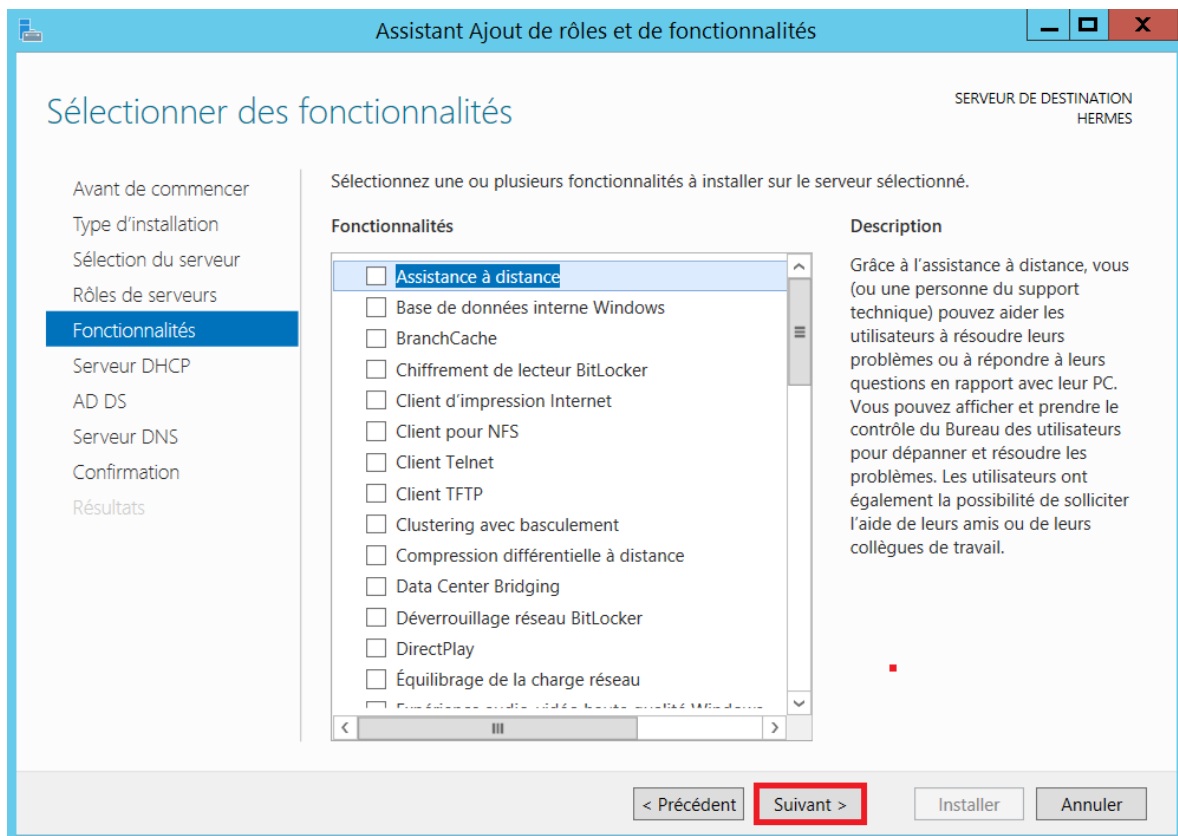 Assistant Ajout de rôles et de fonctionnalités
Sélectionner des fonctionnalités
SERVEUR DE DESTINATION
HERMES
Avant de commencer
Type d'installation
Sélection du serveur
Rôles de serveurs
Fonctionnalités
Serveur DHCP
AD DS
Serveur DNS
Confirmation
Résultats
Sélectionnez une ou plusieurs fonctionnalités à installer sur le serveur sélectionné.
Fonctionnalités
Assistance à distance
Base de données interne Windows
BranchCache
Chiffrement de lecteur BitLocker
Client d'impression Internet
Client pour NFS
Client Telnet
Client TFTP
Clustering avec basculement
Compression différentielle à distance
Data Center Bridging
Déverrouillage réseau BitLocker
DirectPlay
Équilibrage de la charge réseau
Description
Grâce à l'assistance à distance, vous
(ou une personne du support
technique) pouvez aider les
utilisateurs à résoudre leurs
problèmes ou à répondre à leurs
questions en rapport avec leur PC.
Vous pouvez afficher et prendre le
contrôle du Bureau des utilisateurs
pour dépanner et résoudre les
problèmes. Les utilisateurs ont
également la possibilité de solliciter
l'aide de leurs amis ou de leurs
collègues de travail.
< Précédent
Suivant >
Installer
Annuler